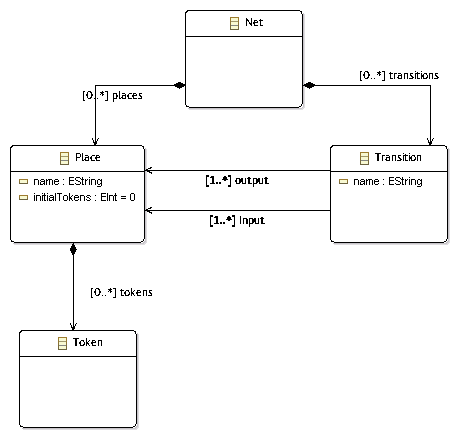 Net
[0..*] places
[0..*] transitions
Place
name : EString
initialTokens : EInt = 0
[1..*] output
[1..*] input
Transition
name : EString
[0..*] tokens
Token